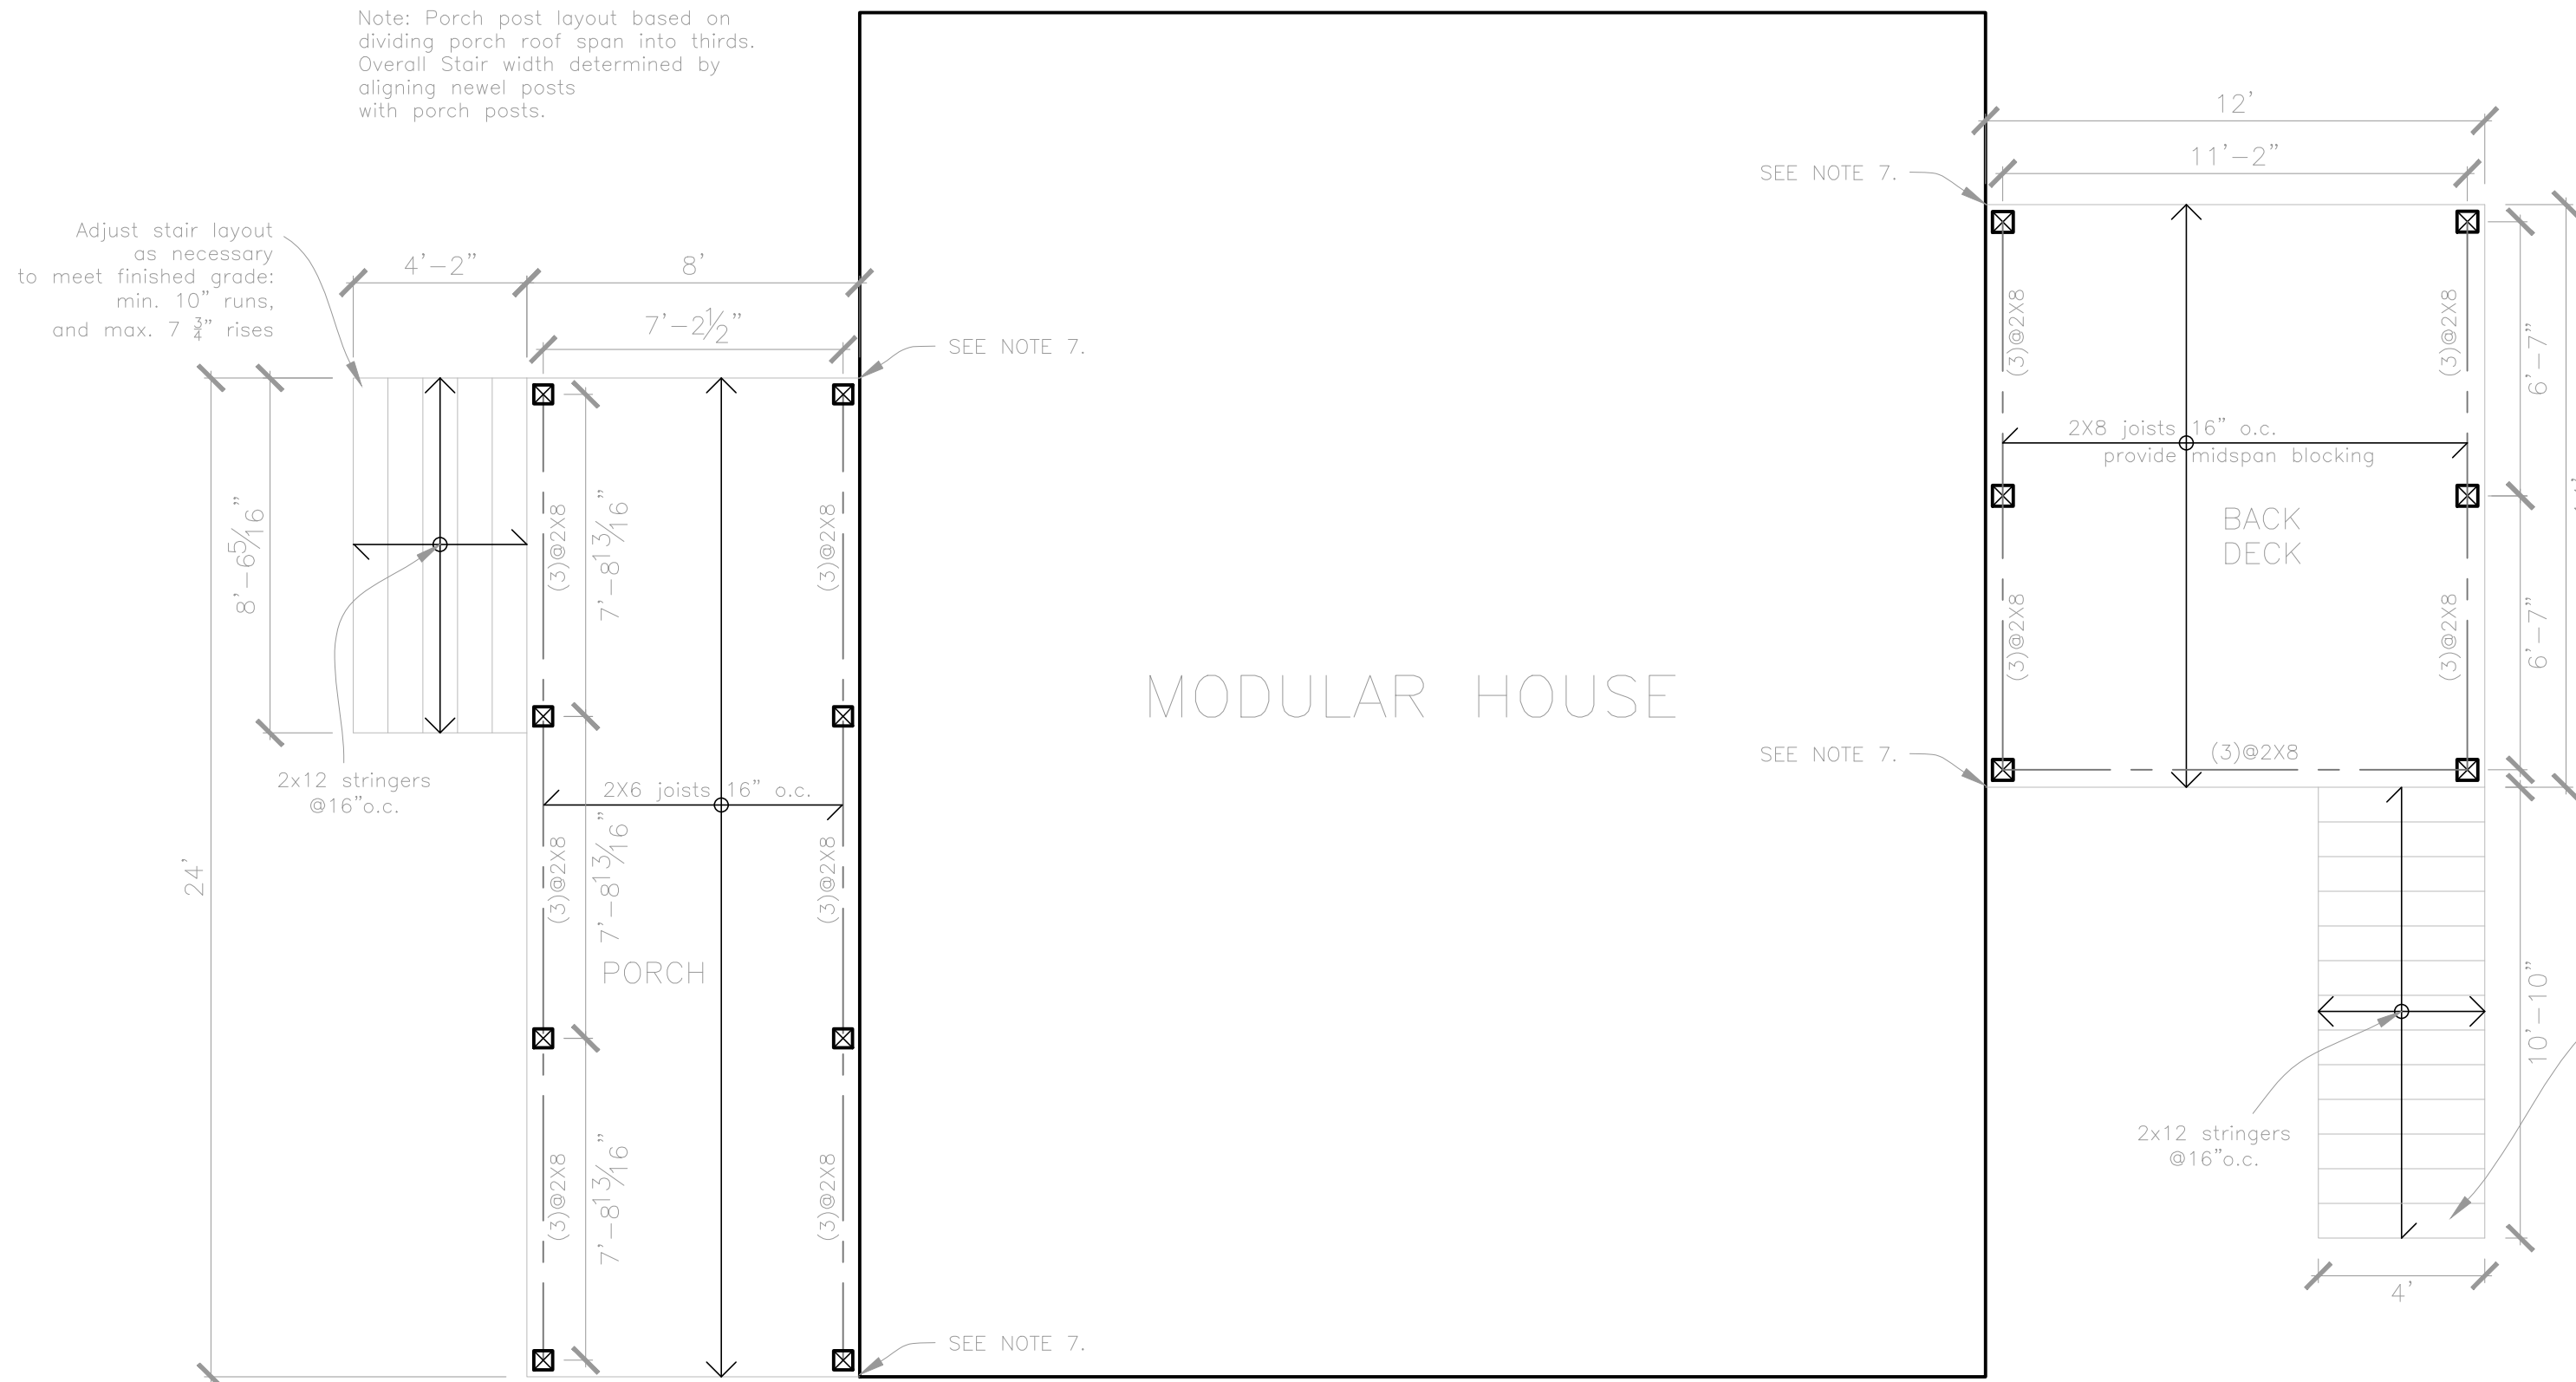 Note: Porch post layout based on
dividing porch roof span into thirds.
Overall Stair width determined by
aligning newel posts
with porch posts.
Adjust stair layout
as necessary
to meet finished grade:
min. 10" runs,
and max. 7 3/4" rises
4'-2"
8'
7'-2 1/2"
SEE NOTE 7.
8'-6 5/16"
24'
(3)@2X8
7'-8 13/16"
(3)@2X8
2x12 stringers
@16"o.c.
2X6 joists 16" o.c.
(3)@2X8
7'-8 13/16"
(3)@2X8
PORCH
(3)@2X8
7'-8 13/16"
(3)@2X8
SEE NOTE 7.
MODULAR HOUSE
12'
11'-2"
SEE NOTE 7.
(3)@2X8
(3)@2X8
6'-7"
2X8 joists 16" o.c.
provide midspan blocking
BACK
DECK
(3)@2X8
(3)@2X8
6'-7"
SEE NOTE 7.
(3)@2X8
10'-10"
2x12 stringers
@16"o.c.
4'